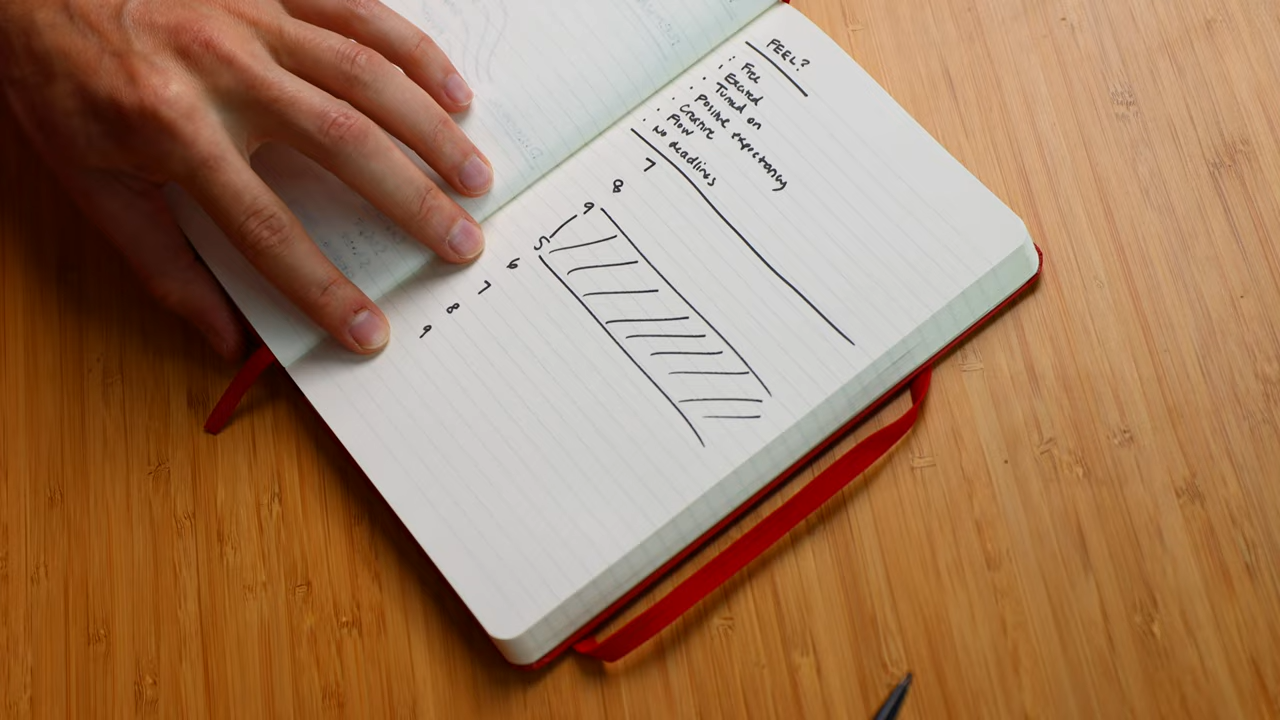 FEEL?
: Free
Excited
· Turned on
· Positive expectancy
· Creative
· Flow
· No deadlines
7
8
9
5
6
7
8
9